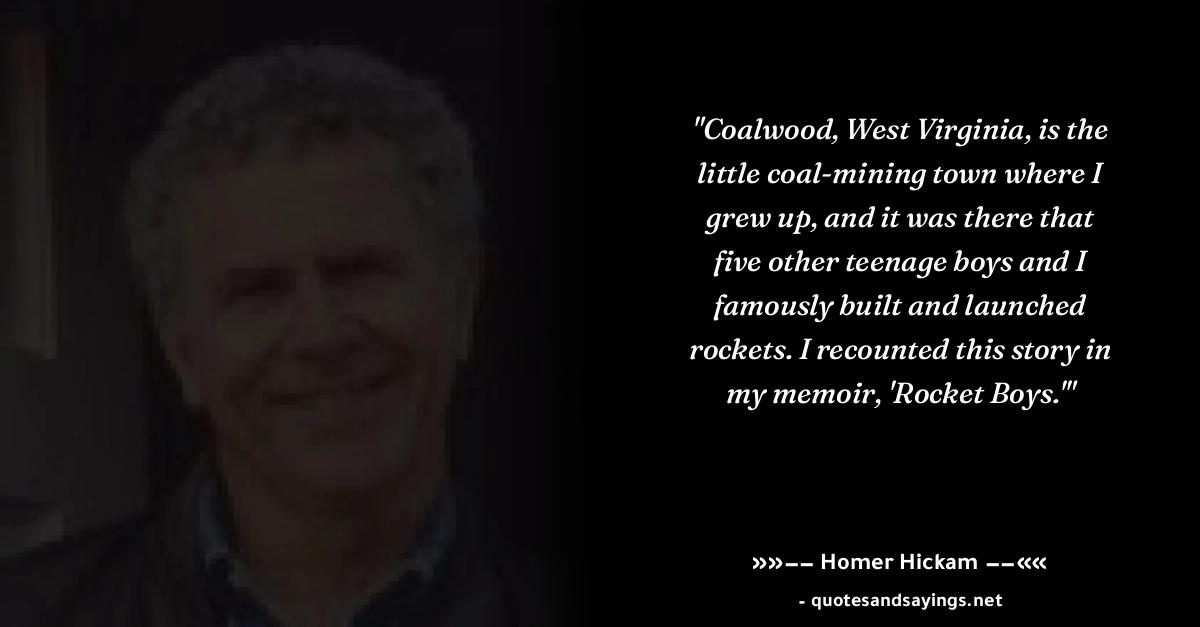 "Coalwood, West Virginia, is the
little coal-mining town where I
grew up, and it was there that
five other teenage boys and I
famously built and launched
rockets. I recounted this story in
my memoir, 'Rocket Boys.'"
»»–– Homer Hickam ––««
- quotesandsayings.net